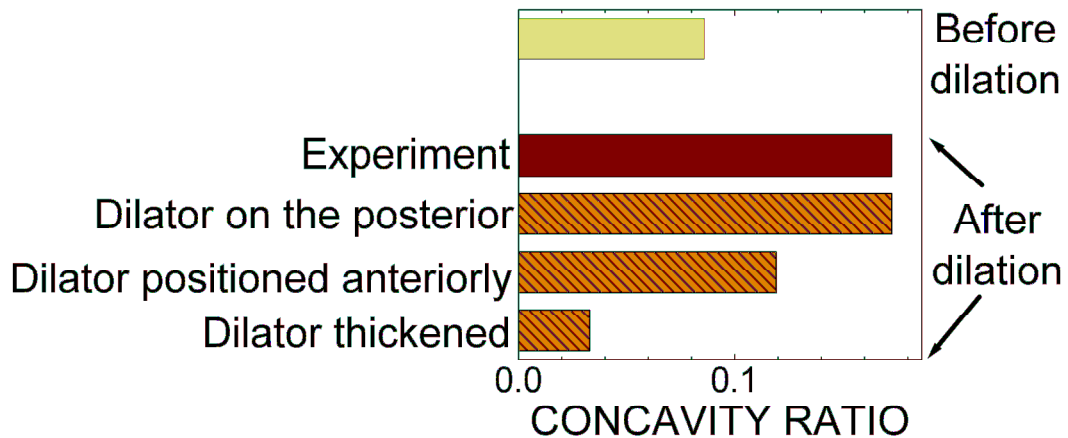 Before
dilation
Experiment
Dilator on the posterior
Dilator positioned anteriorly
Dilator thickened
After
dilation
0.0 0.1
CONCAVITY RATIO